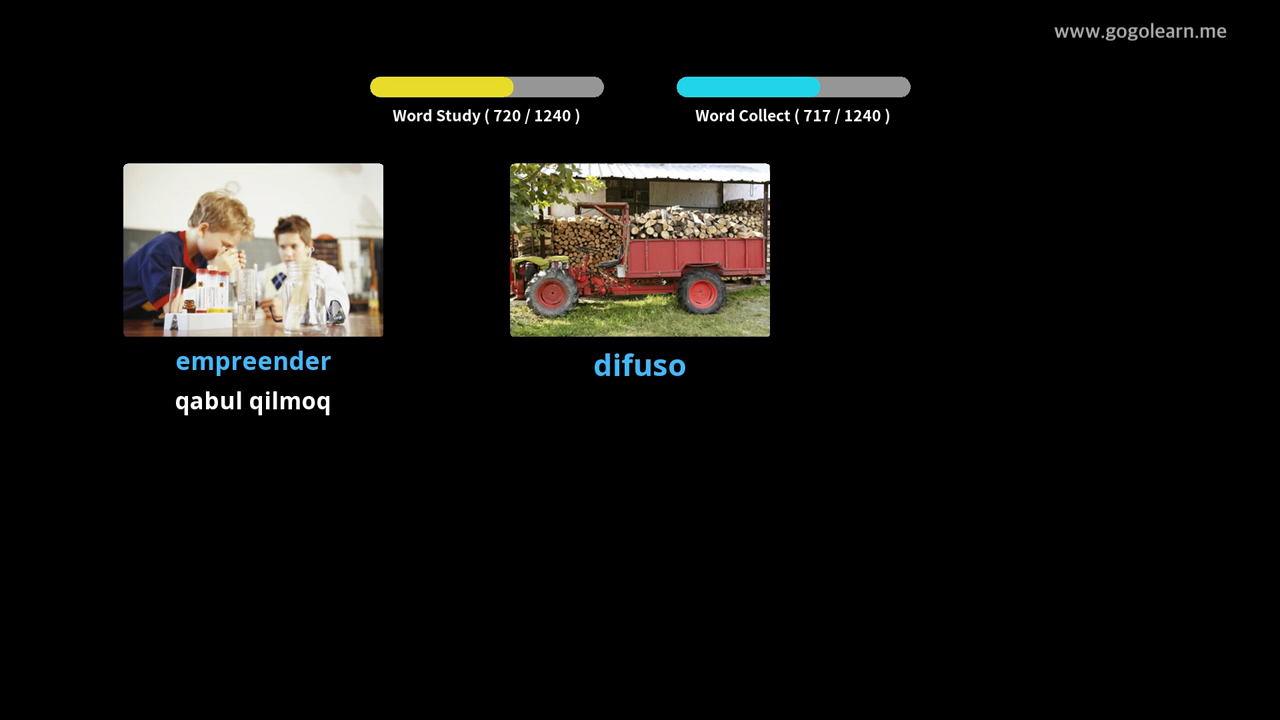 www.gogolearn.me
Word Study ( 720 / 1240 )
Word Collect ( 717 / 1240 )
empreender
qabul qilmoq
difuso